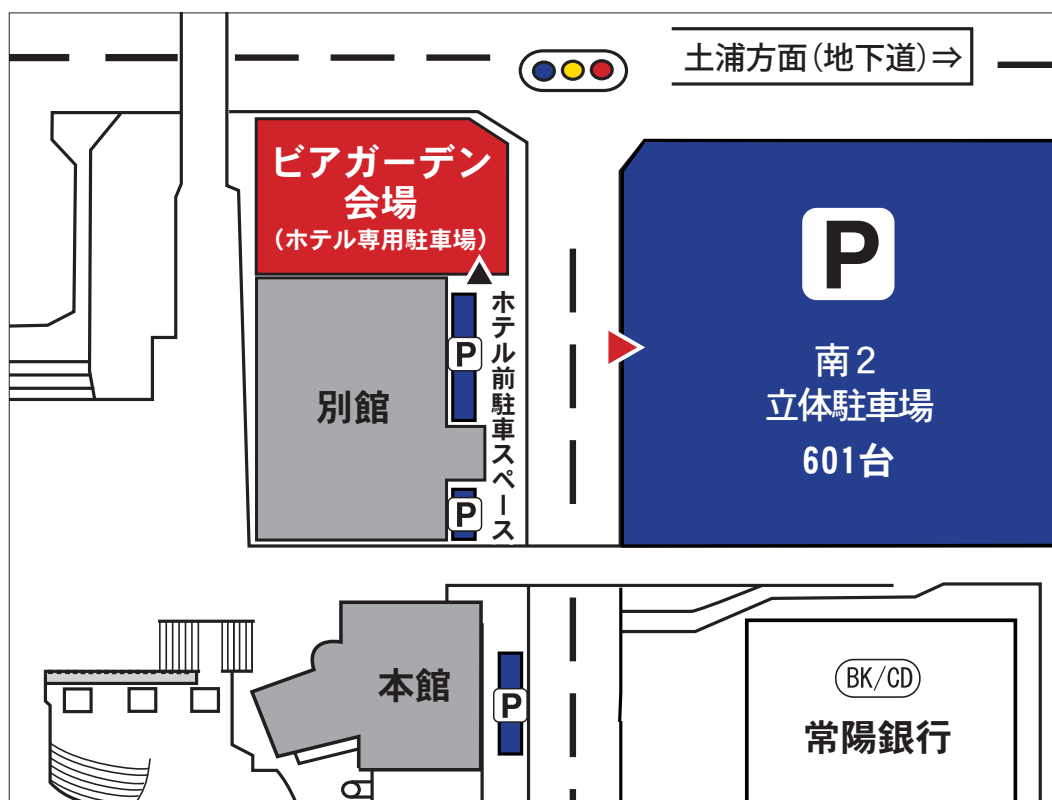 土浦方面(地下道)⇒
ビアガーデン
会場
(ホテル専用駐車場)
P
南2
立体駐車場
601台
ホテル前駐車スペース
P
別館
P
本館
P
BK/CD
常陽銀行